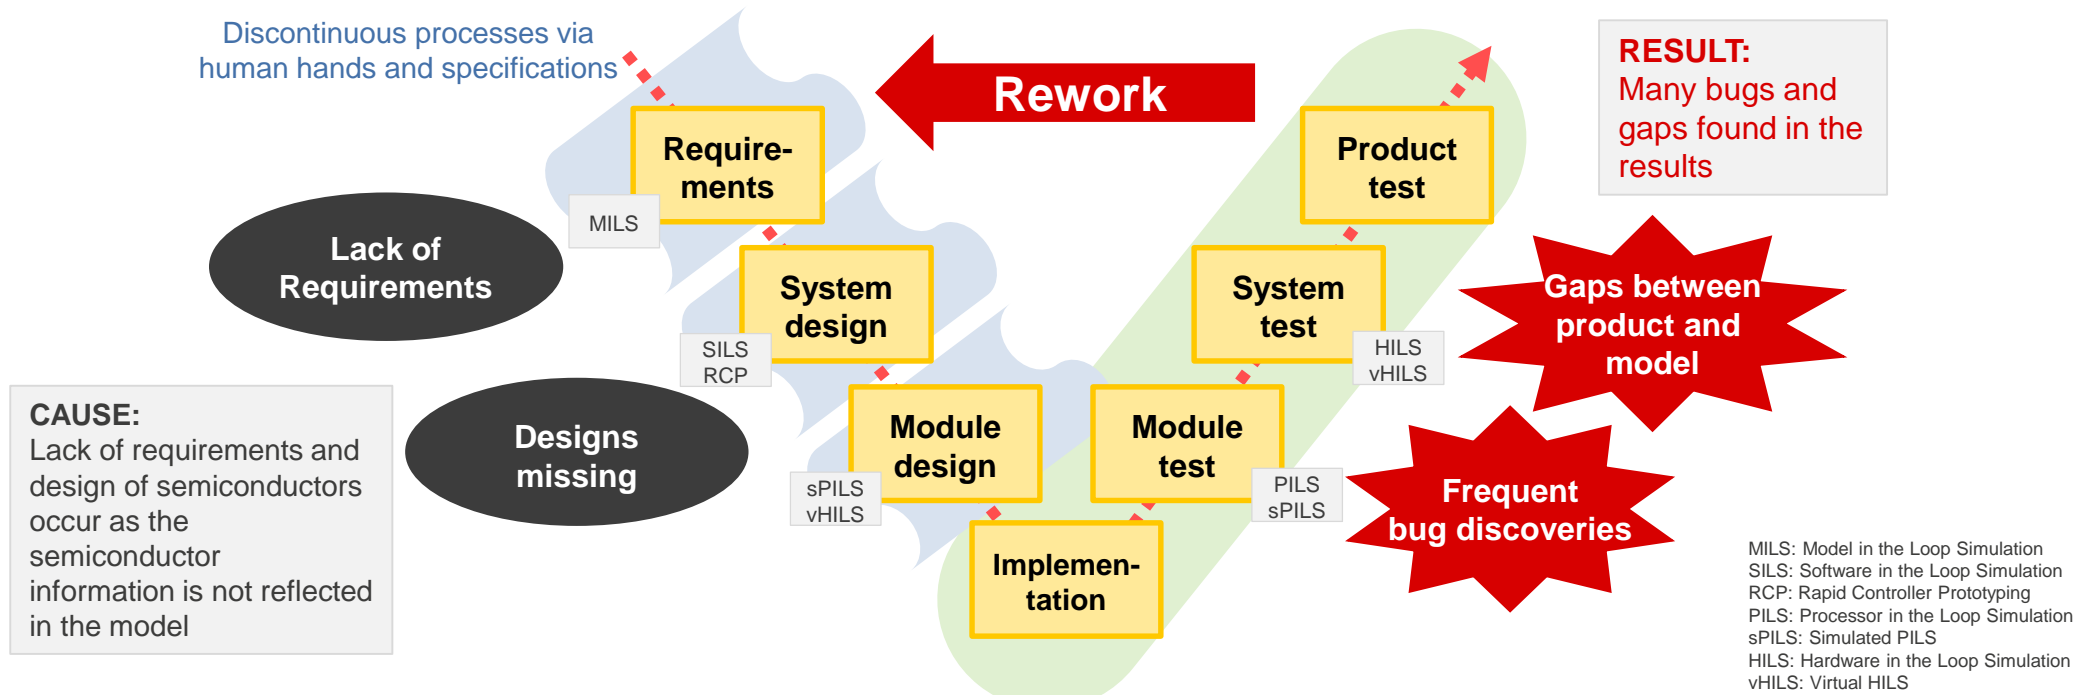 Discontinuous processes via
human hands and specifications
Rework
RESULT:
Many bugs and
gaps found in the
results
Require-
ments
MILS
Product
test
Lack of
Requirements
System
design
SILS
RCP
System
test
HILS
vHILS
Gaps between
product and
model
CAUSE:
Lack of requirements and
design of semiconductors
occur as the
semiconductor
information is not reflected
in the model
Designs
missing
Module
design
sPILS
vHILS
Module
test
PILS
sPILS
Frequent
bug discoveries
Implemen-
tation
MILS: Model in the Loop Simulation
SILS: Software in the Loop Simulation
RCP: Rapid Controller Prototyping
PILS: Processor in the Loop Simulation
sPILS: Simulated PILS
HILS: Hardware in the Loop Simulation
vHILS: Virtual HILS